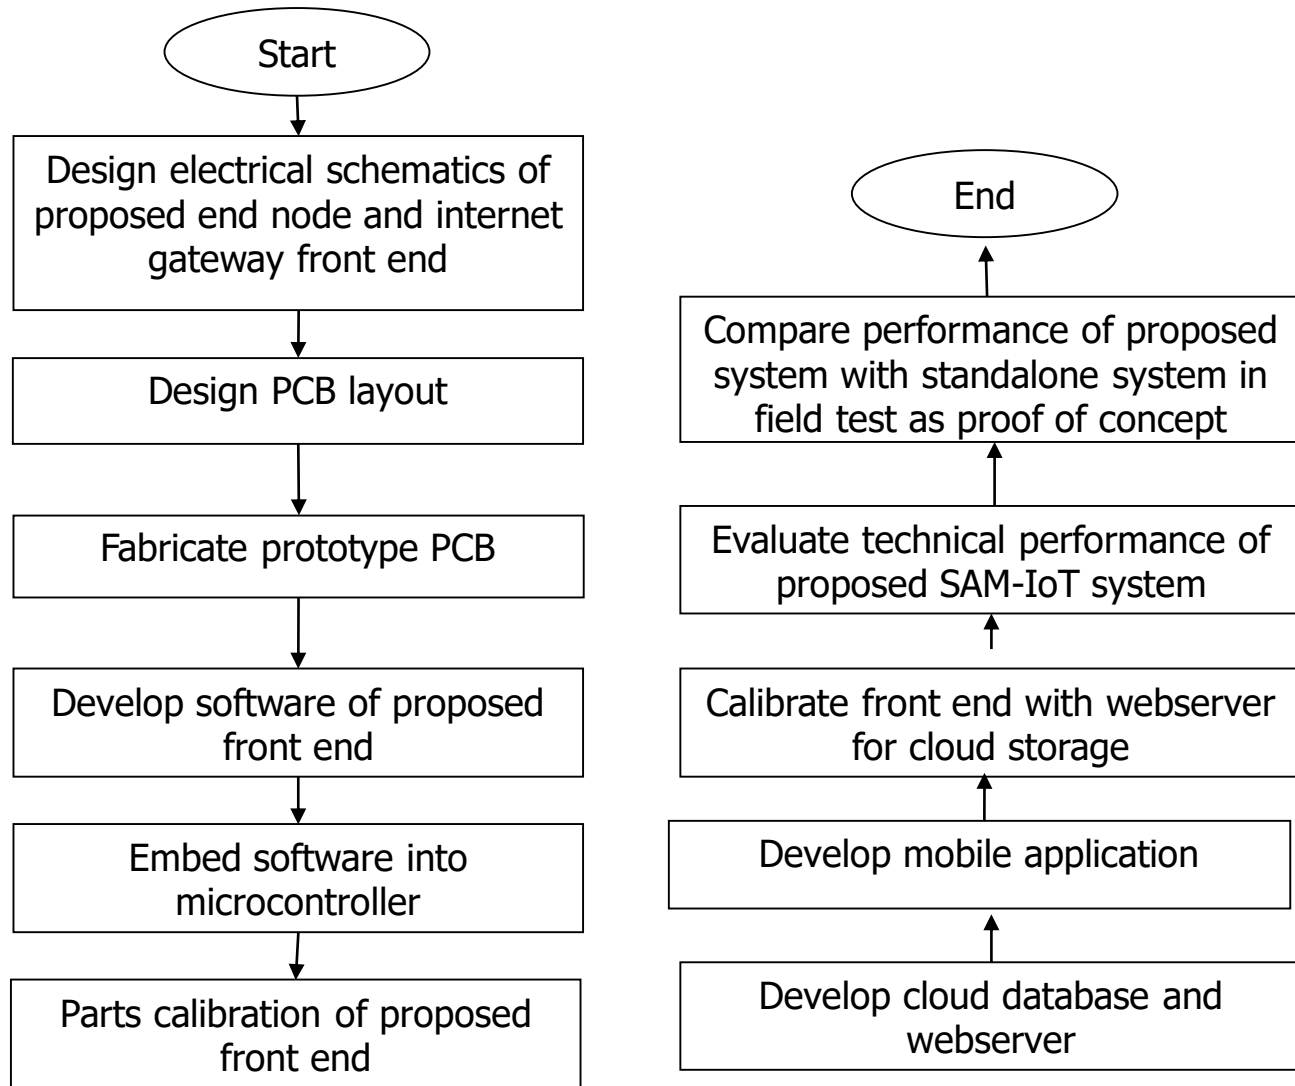 Start
Design electrical schematics of
proposed end node and internet
gateway front end
Design PCB layout
Fabricate prototype PCB
Develop software of proposed
front end
Embed software into
microcontroller
Parts calibration of proposed
front end
End
Compare performance of proposed
system with standalone system in
field test as proof of concept
Evaluate technical performance of
proposed SAM-IoT system
Calibrate front end with webserver
for cloud storage
Develop mobile application
Develop cloud database and
webserver